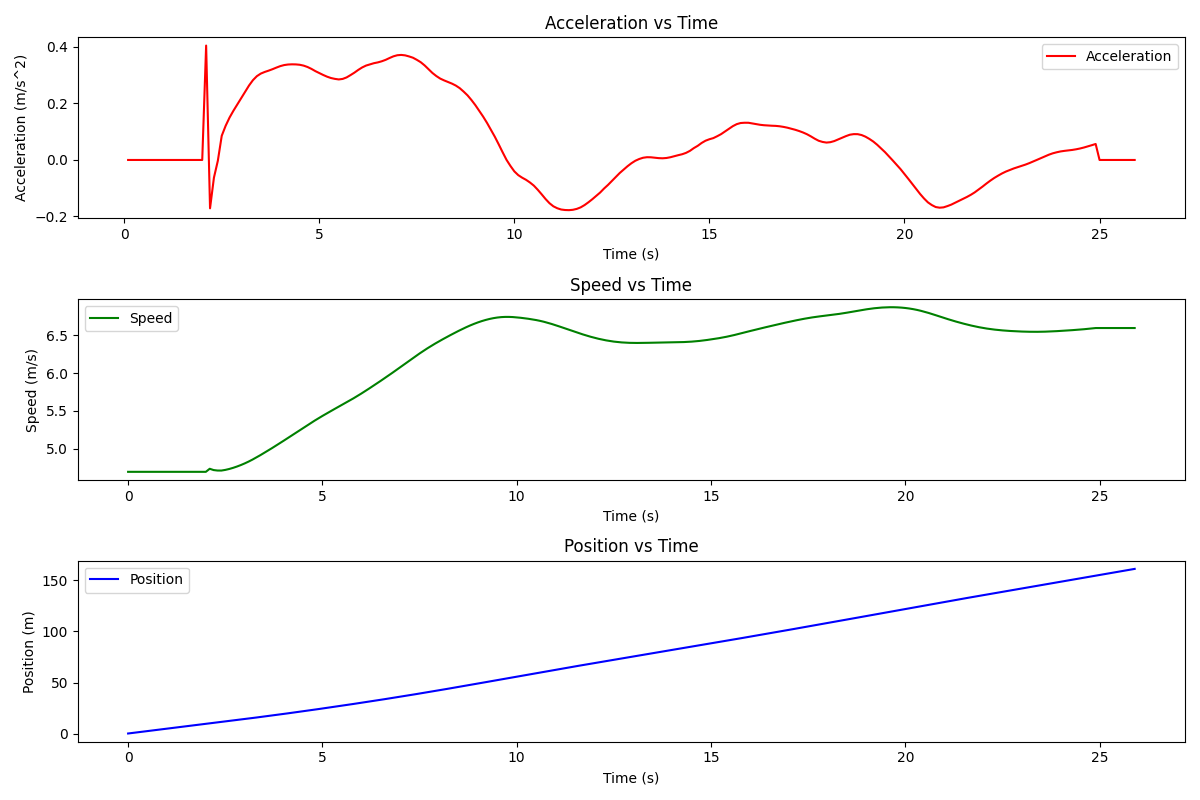 Acceleration vs Time
Acceleration (m/s^2)
0.4
0.2
0.0
−0.2
Acceleration
0 5 10 15 20 25
Time (s)
Speed vs Time
Speed (m/s)
6.5
6.0
5.5
5.0
Speed
0 5 10 15 20 25
Time (s)
Position vs Time
Position (m)
150
100
50
0
Position
0 5 10 15 20 25
Time (s)